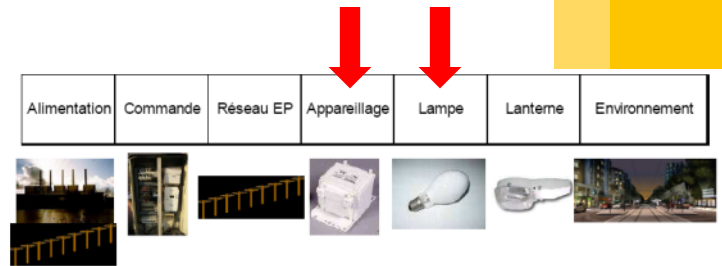 Alimentation
Commande
Réseau EP
Appareillage
Lampe
Lanterne
Environnement